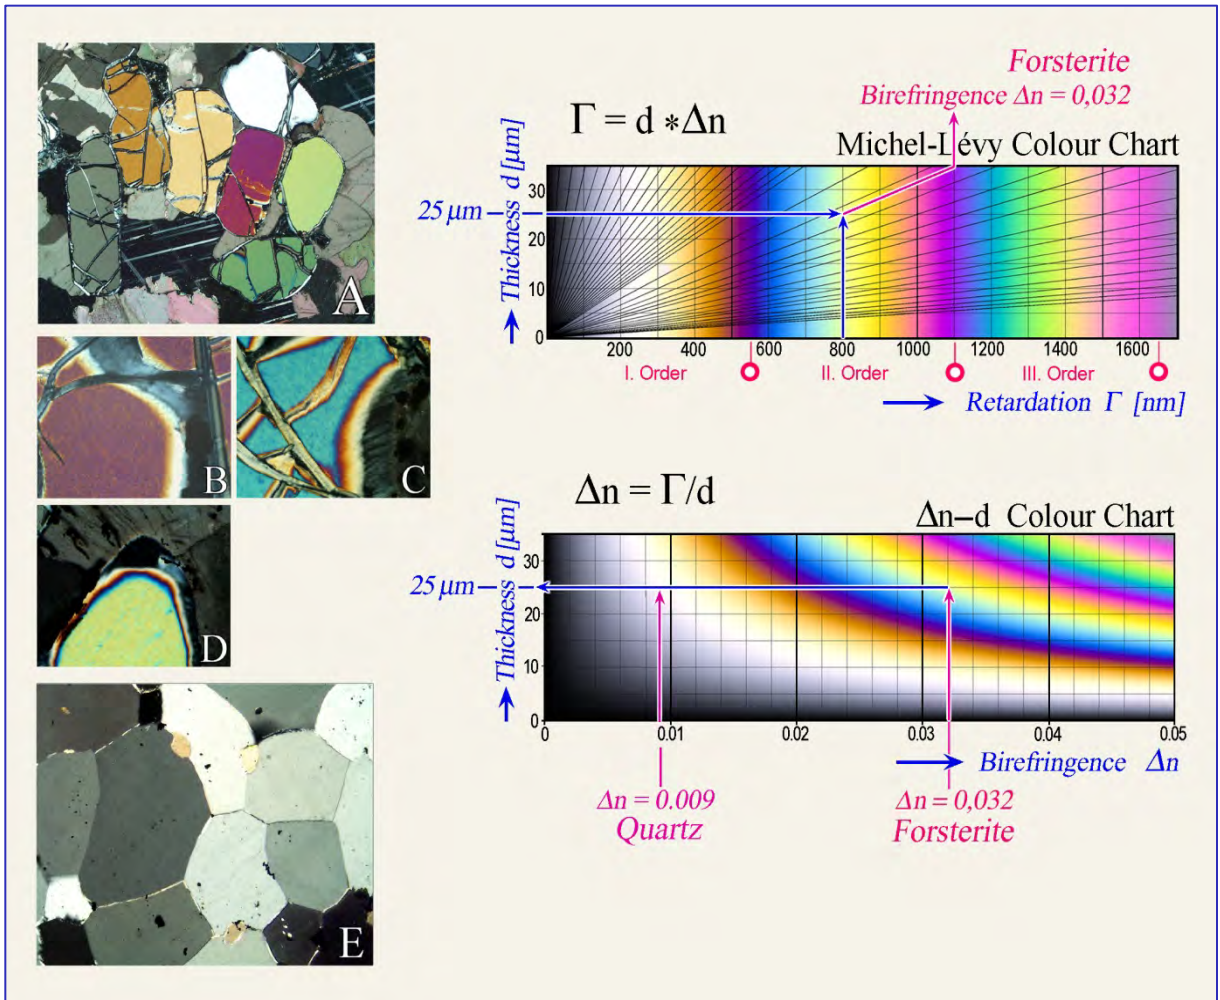 A
B
C
D
E
Forsterite
Birefringence Δn = 0,032
Γ = d *Δn
Michel-Lévy Colour Chart
Thickness d [µm]
25 µm
30
20
10
0
200 400 600 800 1000 1200 1400 1600
I. Order II. Order III. Order
Retardation Γ [nm]
Δn = Γ/d
Δn–d Colour Chart
Thickness d [µm]
25 µm
30
20
10
0
0 0.01 0.02 0.03 0.04 0.05
Birefringence Δn
Δn = 0.009
Quartz
Δn = 0,032
Forsterite